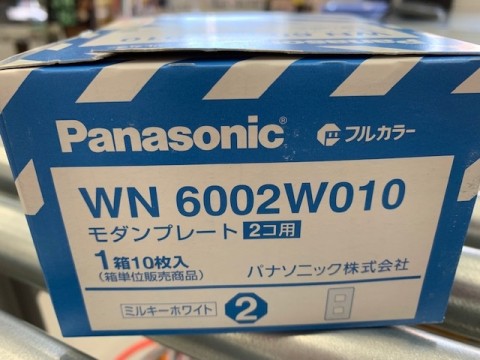 Panasonic® フルカラー
WN 6002W010
モダンプレート 2コ用
1箱10枚入
(箱単位販売商品)
パナソニック株式会社
ミルキーホワイト 2